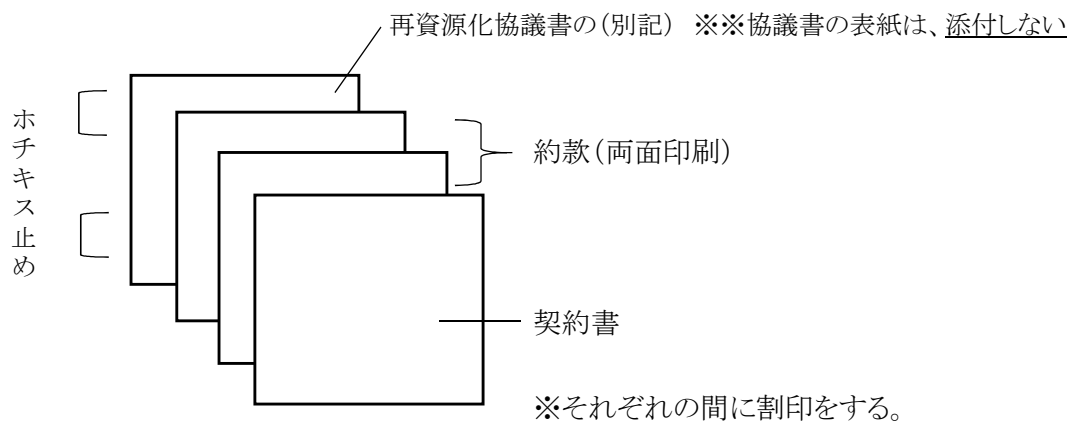 再資源化協議書の(別記) ※※協議書の表紙は、添付しない
ホチキス止め
約款(両面印刷)
契約書
※それぞれの間に割印をする。